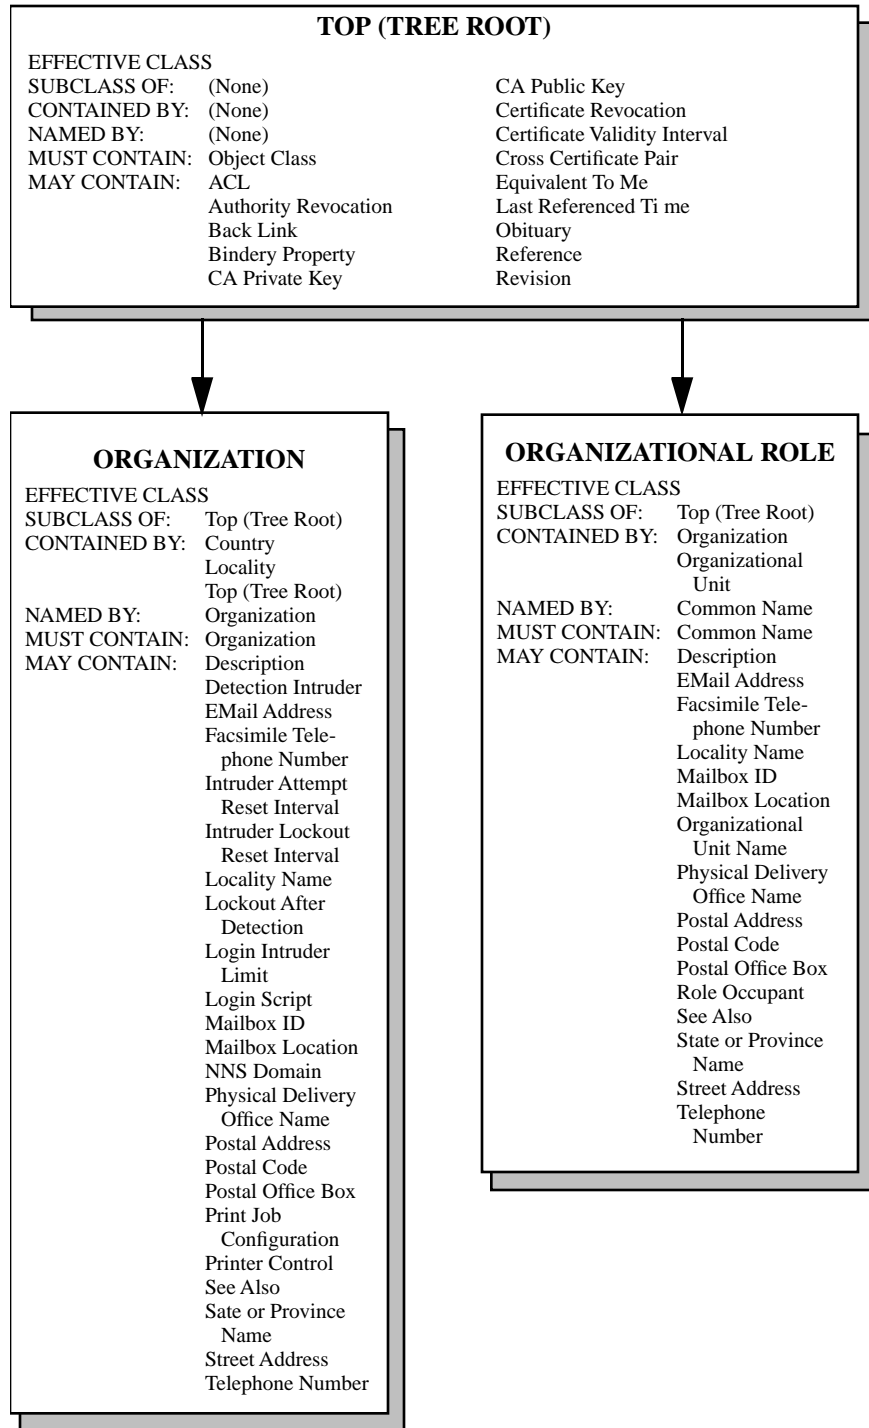 TOP (TREE ROOT)
EFFECTIVE CLASS
SUBCLASS OF: (None)
CONTAINED BY: (None)
NAMED BY: (None)
MUST CONTAIN: Object Class
MAY CONTAIN: ACL
Authority Revocation
Back Link
Bindery Property
CA Private Key
CA Public Key
Certificate Revocation
Certificate Validity Interval
Cross Certificate Pair
Equivalent To Me
Last Referenced Ti me
Obituary
Reference
Revision
ORGANIZATION
EFFECTIVE CLASS
SUBCLASS OF: Top (Tree Root)
CONTAINED BY: Country
Locality
Top (Tree Root)
NAMED BY: Organization
MUST CONTAIN: Organization
MAY CONTAIN: Description
Detection Intruder
EMail Address
Facsimile Tele-
phone Number
Intruder Attempt
Reset Interval
Intruder Lockout
Reset Interval
Locality Name
Lockout After
Detection
Login Intruder
Limit
Login Script
Mailbox ID
Mailbox Location
NNS Domain
Physical Delivery
Office Name
Postal Address
Postal Code
Postal Office Box
Print Job
Configuration
Printer Control
See Also
Sate or Province
Name
Street Address
Telephone Number
ORGANIZATIONAL ROLE
EFFECTIVE CLASS
SUBCLASS OF: Top (Tree Root)
CONTAINED BY: Organization
Organizational
Unit
NAMED BY: Common Name
MUST CONTAIN: Common Name
MAY CONTAIN: Description
EMail Address
Facsimile Tele-
phone Number
Locality Name
Mailbox ID
Mailbox Location
Organizational
Unit Name
Physical Delivery
Office Name
Postal Address
Postal Code
Postal Office Box
Role Occupant
See Also
State or Province
Name
Street Address
Telephone
Number